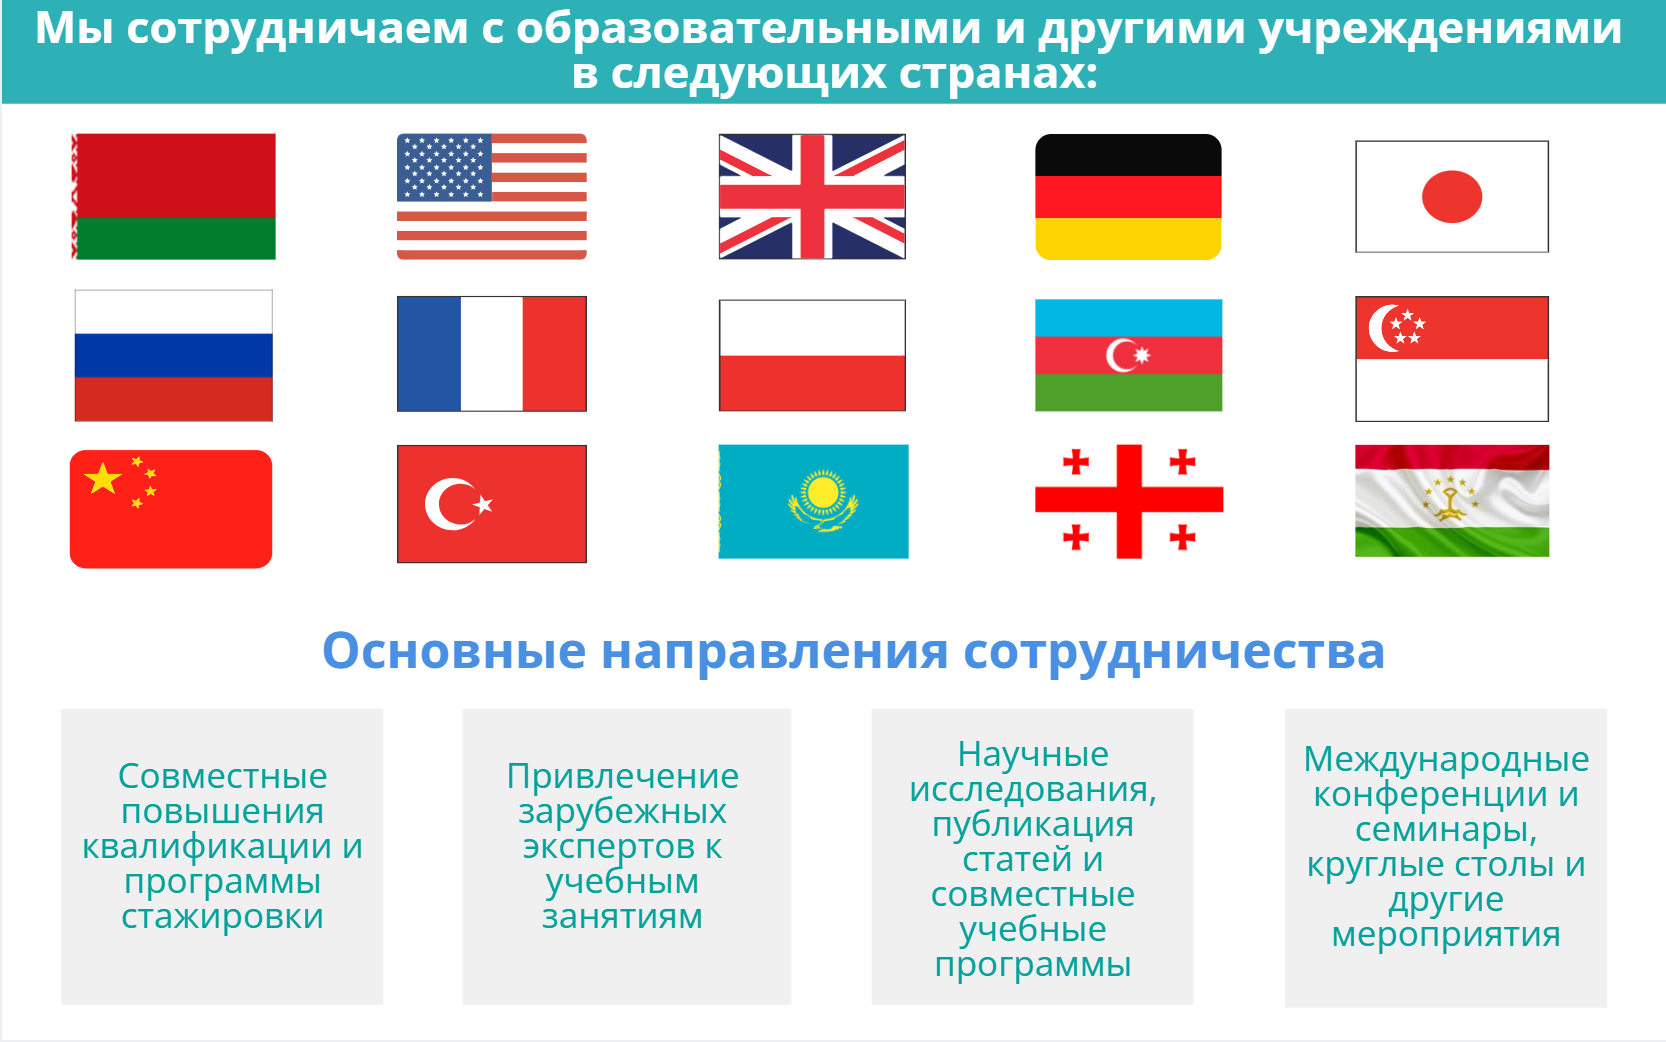 Мы сотрудничаем с образовательными и другими учреждениями
в следующих странах:
Основные направления сотрудничества
Совместные
повышения
квалификации и
программы
стажировки
Привлечение
зарубежных
экспертов к
учебным
занятиям
Научные
исследования,
публикация
статей и
совместные
учебные
программы
Международные
конференции и
семинары,
круглые столы и
другие
мероприятия